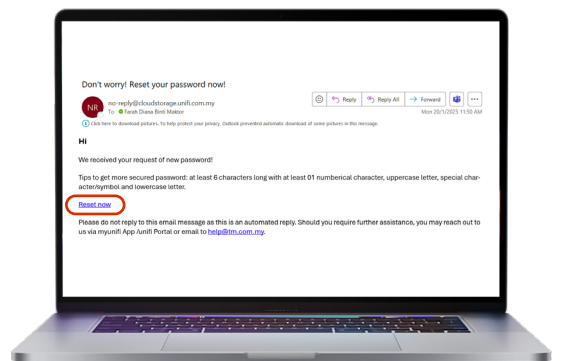 Don't worry! Reset your password now!
NR
no-reply@cloudstorage.unifi.com.my
Reply
Reply All
Forward
To Farah Diana Binti Maktor
Mon 20/1/2025 11:50 AM
Click here to download pictures. To help protect your privacy, Outlook prevented automatic download of some pictures in this message.
Hi
We received your request of new password!
Tips to get more secured password: at least 6 characters long with at least 01 numberical character, uppercase letter, special char-
acter/symbol and lowercase letter.
Reset now
Please do not reply to this email message as this is an automated reply. Should you require further assistance, you may reach out to
us via myunifi App /unifi Portal or email to help@tm.com.my.